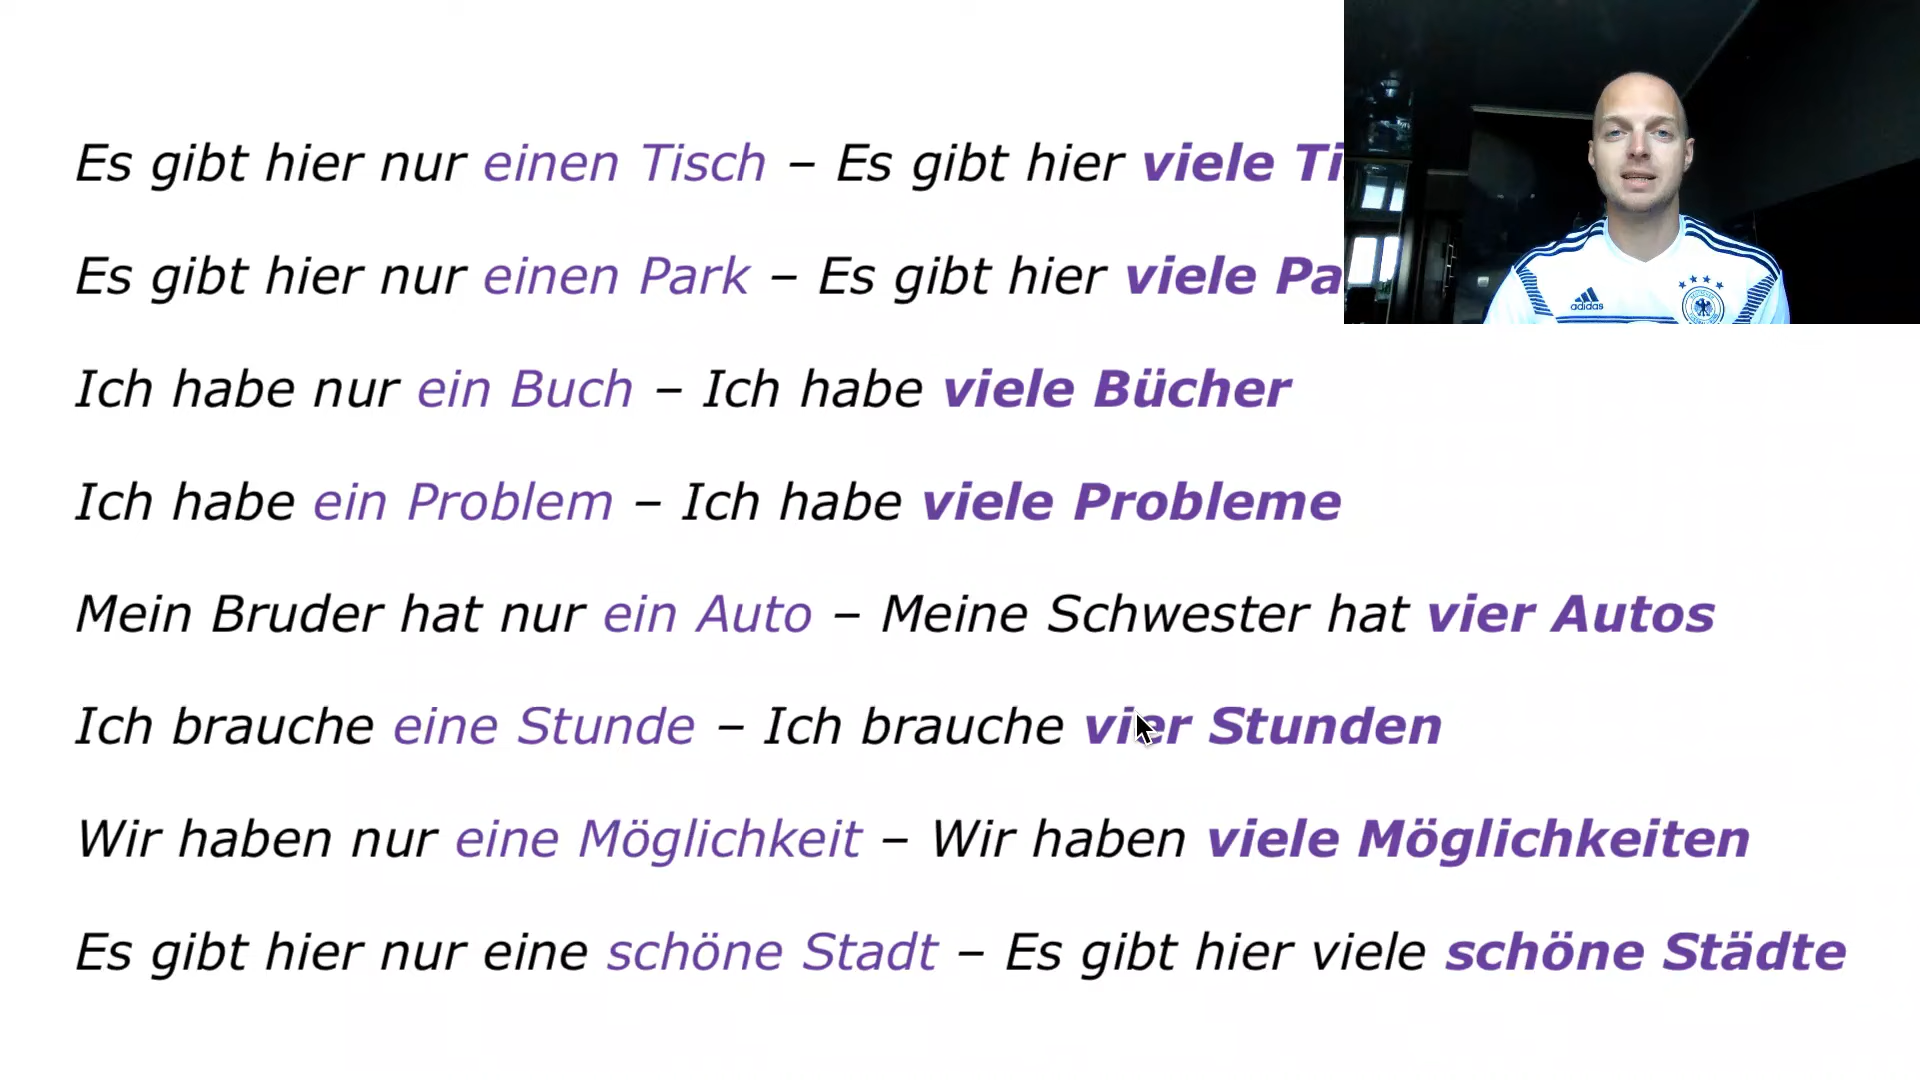 Es gibt hier nur einen Tisch – Es gibt hier viele
Es gibt hier nur einen Park – Es gibt hier viele
Ich habe nur ein Buch – Ich habe viele Bücher
Ich habe ein Problem – Ich habe viele Probleme
Mein Bruder hat nur ein Auto – Meine Schwester hat vier Autos
Ich brauche eine Stunde – Ich brauche vier Stunden
Wir haben nur eine Möglichkeit – Wir haben viele Möglichkeiten
Es gibt hier nur eine schöne Stadt – Es gibt hier viele schöne Städte
adidas